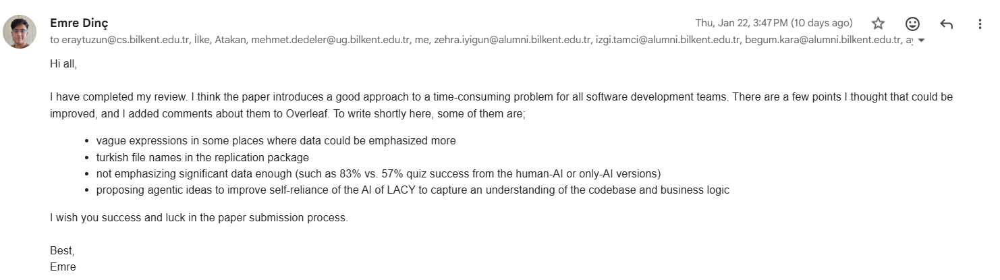 Emre Dinç
Thu, Jan 22, 3:47 PM (10 days ago)
to eraytuzun@cs.bilkent.edu.tr, İlke, Atakan, mehmet.dedeler@ug.bilkent.edu.tr, me, zehra.iyigun@alumni.bilkent.edu.tr, izgi.tamci@alumni.bilkent.edu.tr, begum.kara@alumni.bilkent.edu.tr,
Hi all,
I have completed my review. I think the paper introduces a good approach to a time-consuming problem for all software development teams. There are a few points I thought that could be
improved, and I added comments about them to Overleaf. To write shortly here, some of them are;
• vague expressions in some places where data could be emphasized more
• turkish file names in the replication package
• not emphasizing significant data enough (such as 83% vs. 57% quiz success from the human-AI or only-AI versions)
• proposing agentic ideas to improve self-reliance of the AI of LACY to capture an understanding of the codebase and business logic
I wish you success and luck in the paper submission process.
Best,
Emre